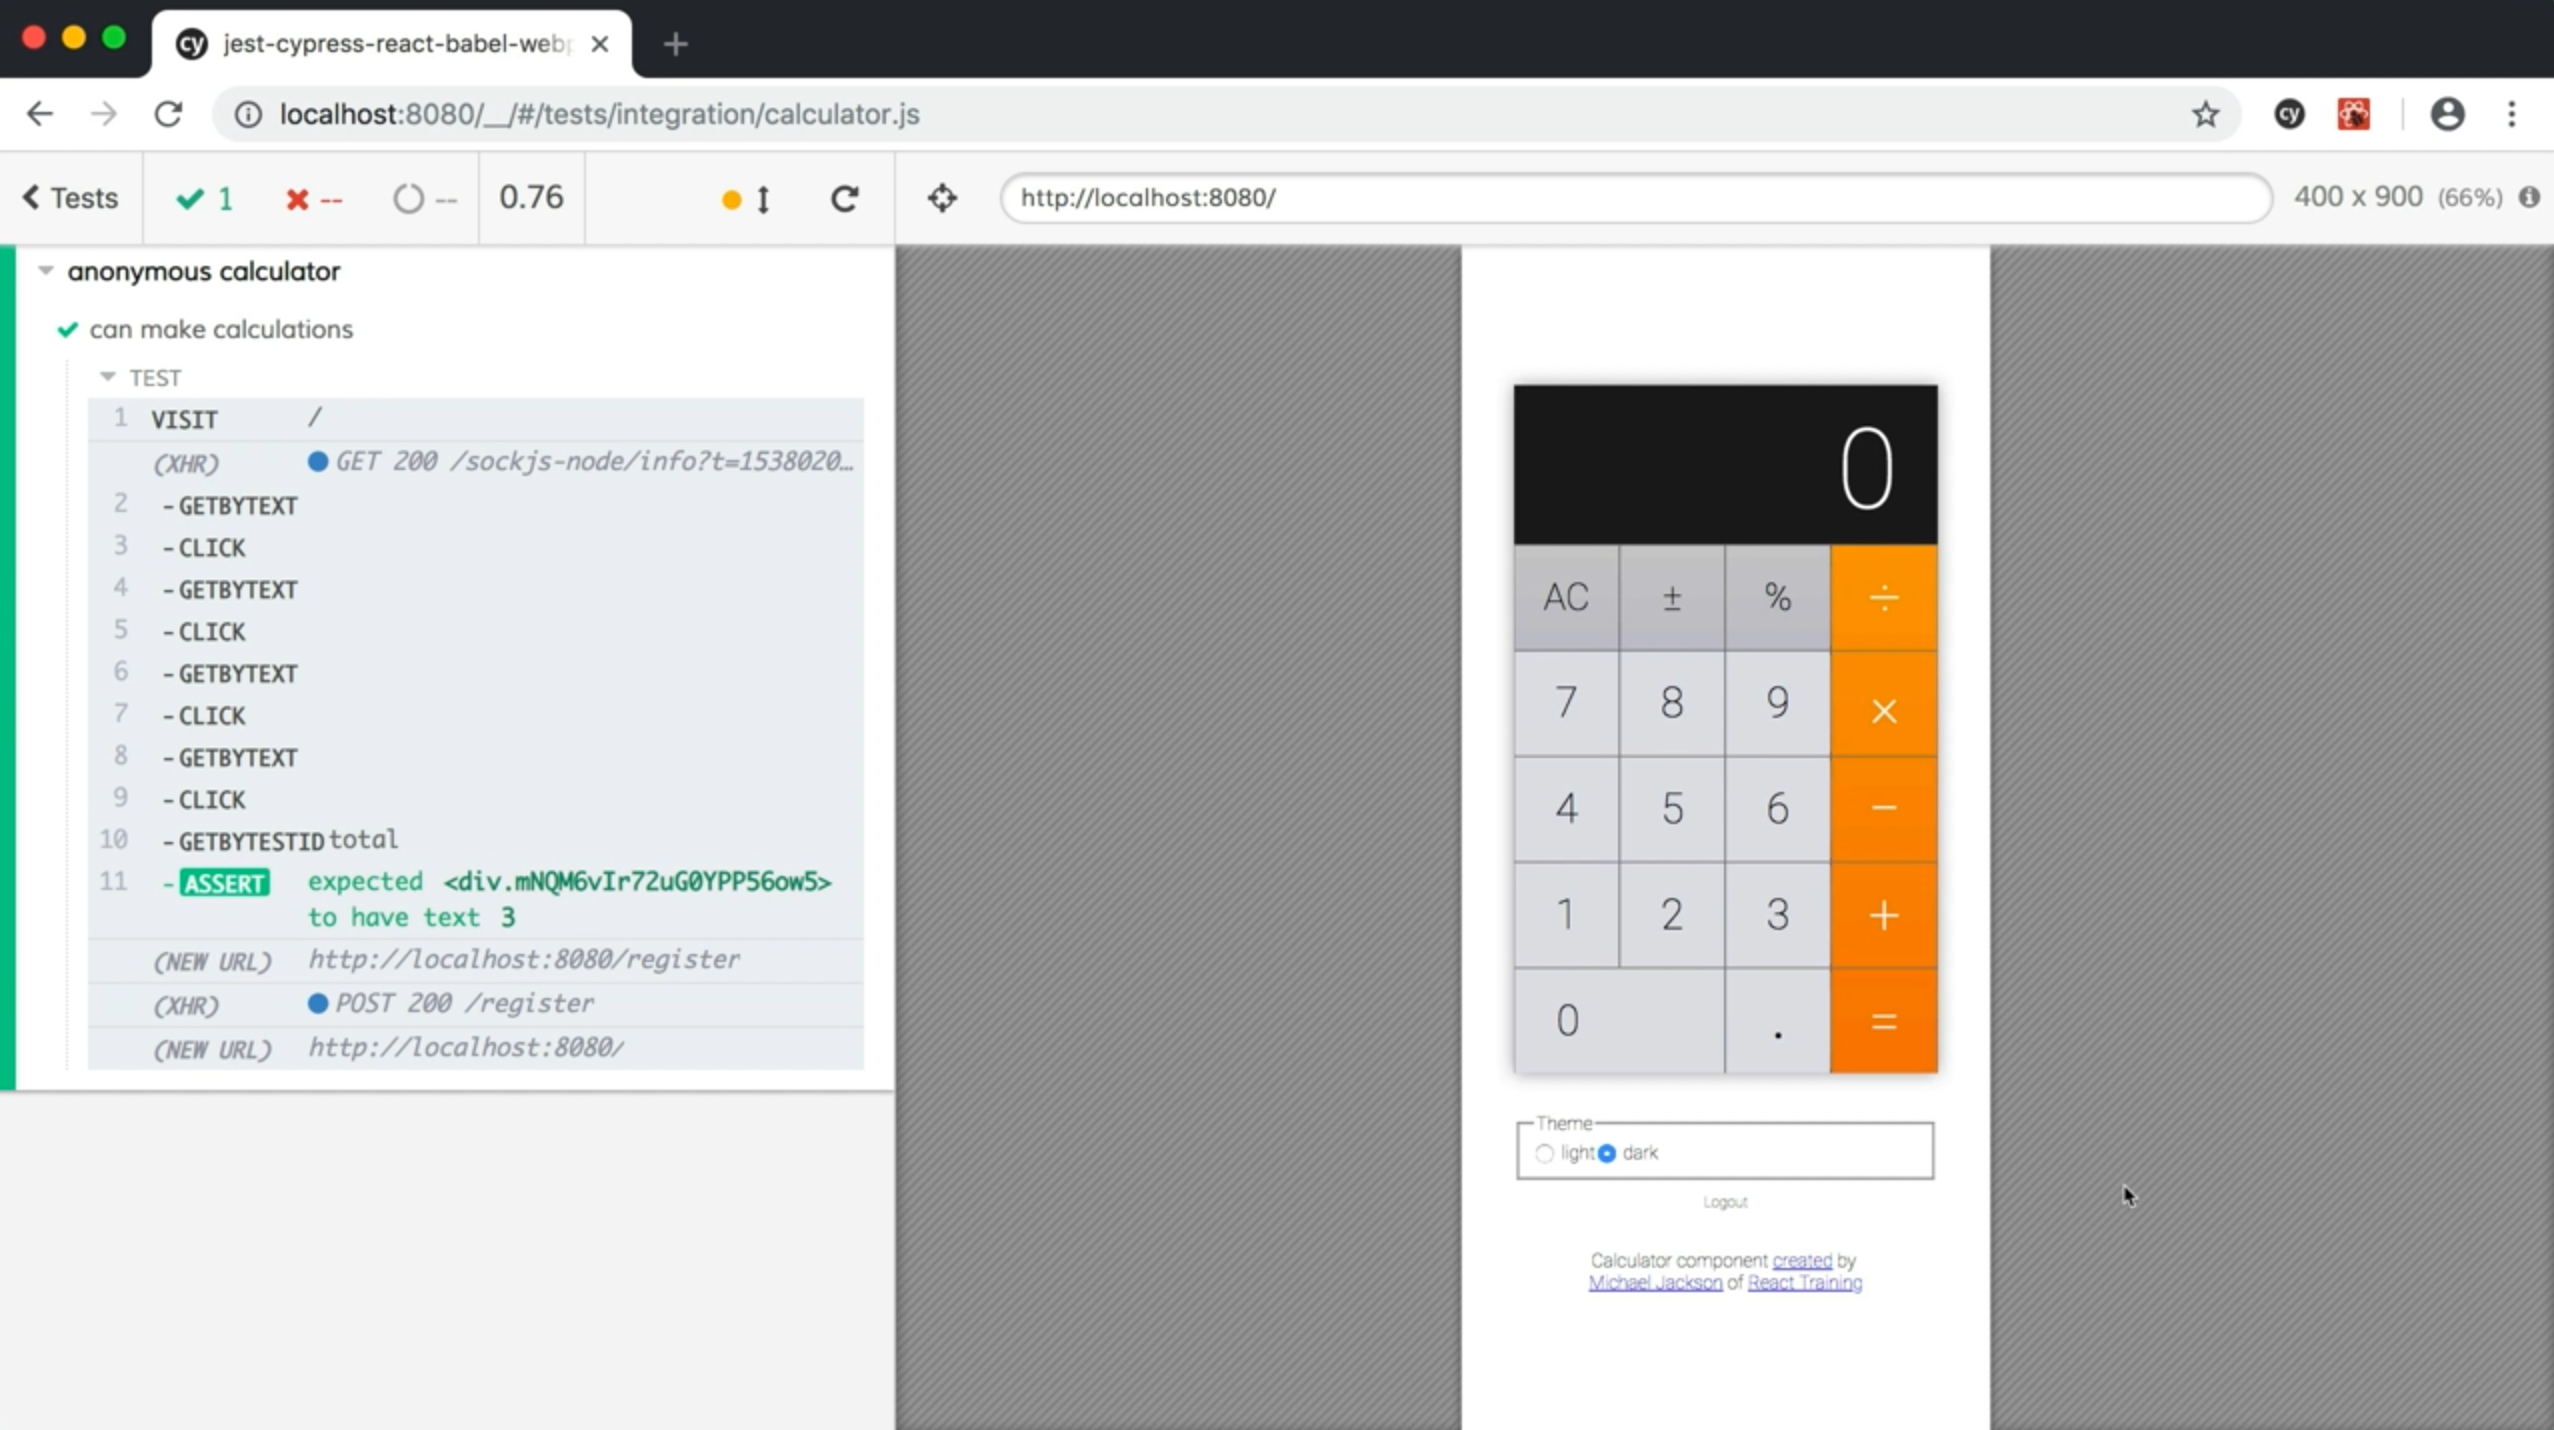 jest-cypress-react-babel-web
localhost:8080/__/#/tests/integration/calculator.js
Tests
1
--
--
0.76
http://localhost:8080/
400 x 900 (66%)
anonymous calculator
can make calculations
TEST
1 VISIT /
(XHR) GET 200 /sockjs-node/info?t=1538020…
2 -GETBYTEXT
3 -CLICK
4 -GETBYTEXT
5 -CLICK
6 -GETBYTEXT
7 -CLICK
8 -GETBYTEXT
9 -CLICK
10 -GETBYTESTID total
11 -ASSERT expected <div.mNQM6vIr72uG0YPP56ow5>
to have text 3
(NEW URL) http://localhost:8080/register
(XHR) POST 200 /register
(NEW URL) http://localhost:8080/
0
AC ± % ÷
7 8 9 ×
4 5 6 −
1 2 3 +
0 . =
Theme
light dark
Logout
Calculator component created by
Michael Jackson of React Training